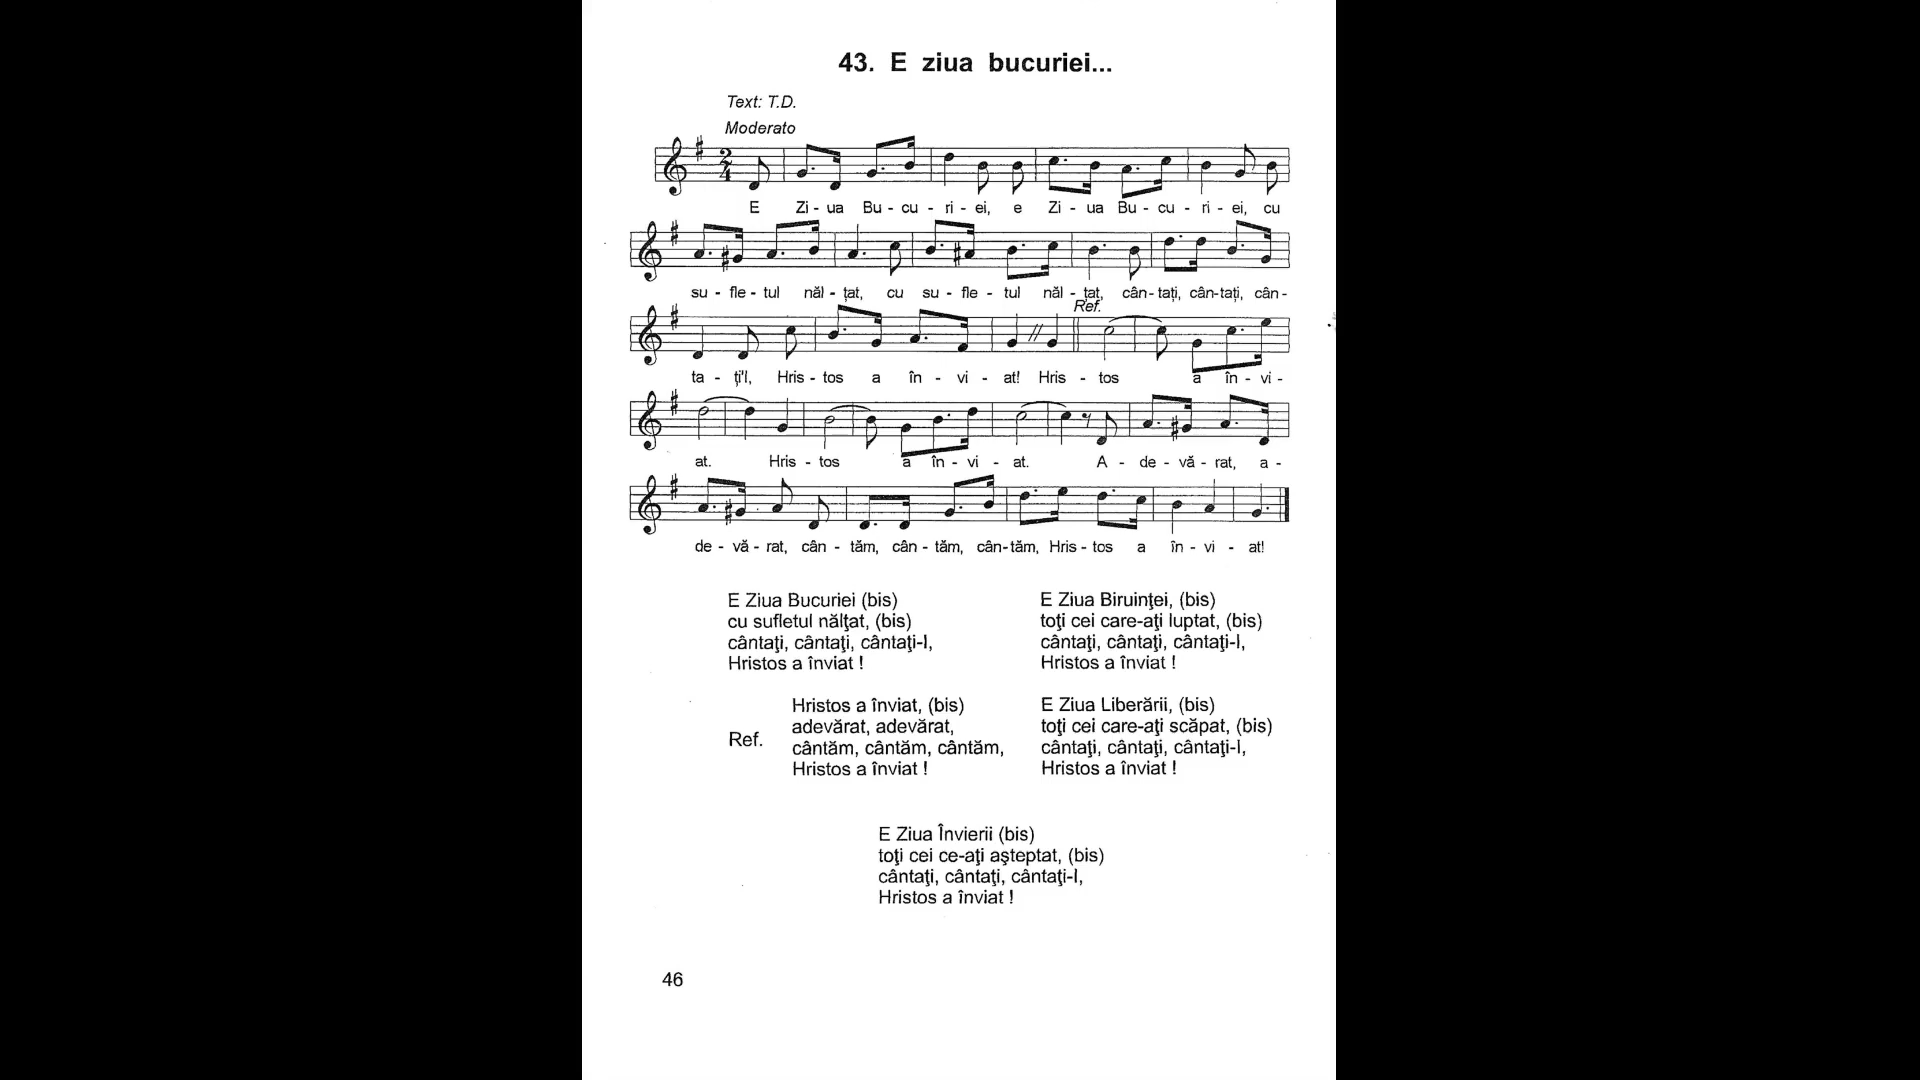 43. E ziua bucuriei...
Text: T.D.
Moderato
E Zi - ua Bu - cu - ri - ei, e Zi - ua Bu - cu - ri - ei, cu
su - fle - tul năl - țat, cu su - fle - tul năl - țat, cân - tați, cân - tați, cân -
Ref.
ta - ți'l, Hris - tos a în - vi - at! Hris - tos a în - vi -
at. Hris - tos a în - vi - at. A - de - vă - rat, a -
de - vă - rat, cân - tăm, cân - tăm, cân - tăm, Hris - tos a în - vi - at!
E Ziua Bucuriei (bis)
cu sufletul nălţat, (bis)
cântaţi, cântaţi, cântaţi-l,
Hristos a înviat !
Ref.
Hristos a înviat, (bis)
adevărat, adevărat,
cântăm, cântăm, cântăm,
Hristos a înviat !
E Ziua Biruinţei, (bis)
toţi cei care-aţi luptat, (bis)
cântaţi, cântaţi, cântaţi-l,
Hristos a înviat !
E Ziua Liberării, (bis)
toţi cei care-aţi scăpat, (bis)
cântaţi, cântaţi, cântaţi-l,
Hristos a înviat !
E Ziua Învierii (bis)
toţi cei ce-aţi aşteptat, (bis)
cântaţi, cântaţi, cântaţi-l,
Hristos a înviat !
46